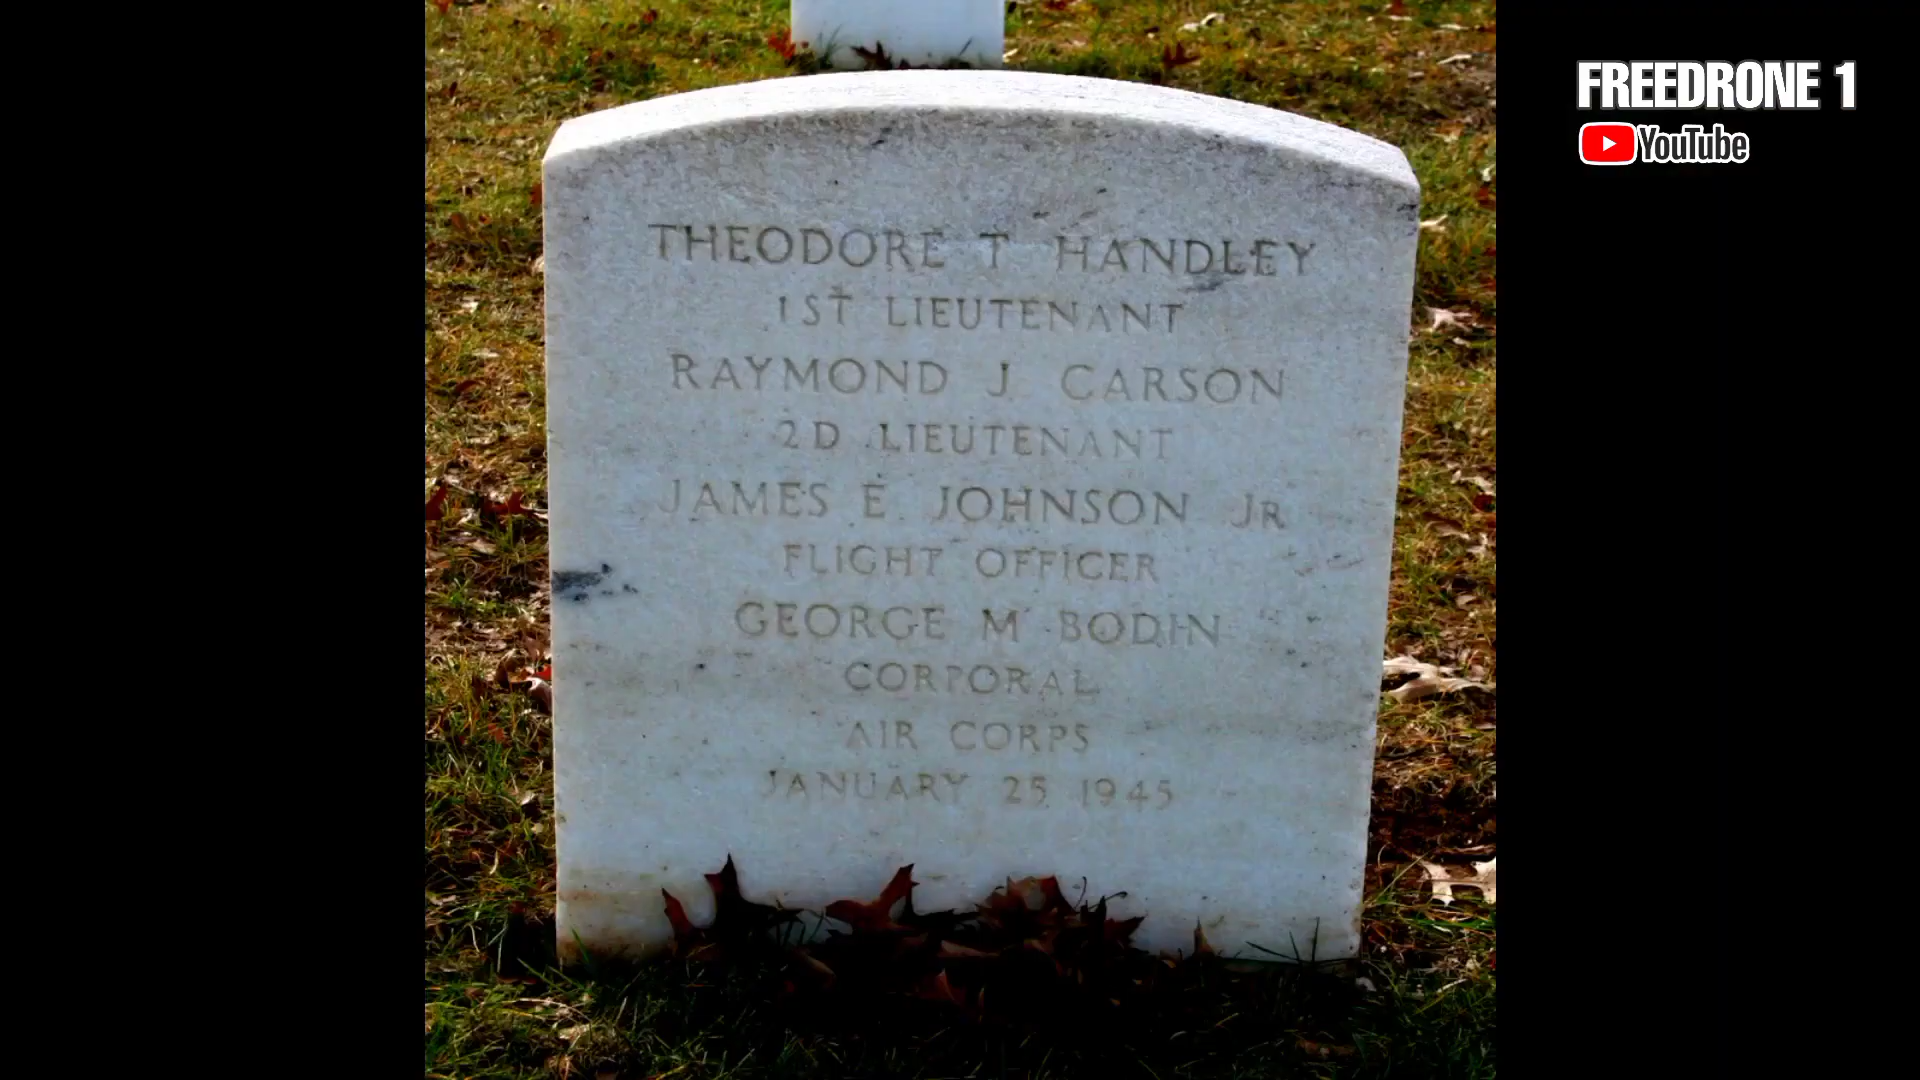 FREEDRONE 1
YouTube
THEODORE T HANDLEY
1ST LIEUTENANT
RAYMOND J CARSON
2D LIEUTENANT
JAMES E JOHNSON JR
FLIGHT OFFICER
GEORGE M BODIN
CORPORAL
AIR CORPS
JANUARY 25 1945